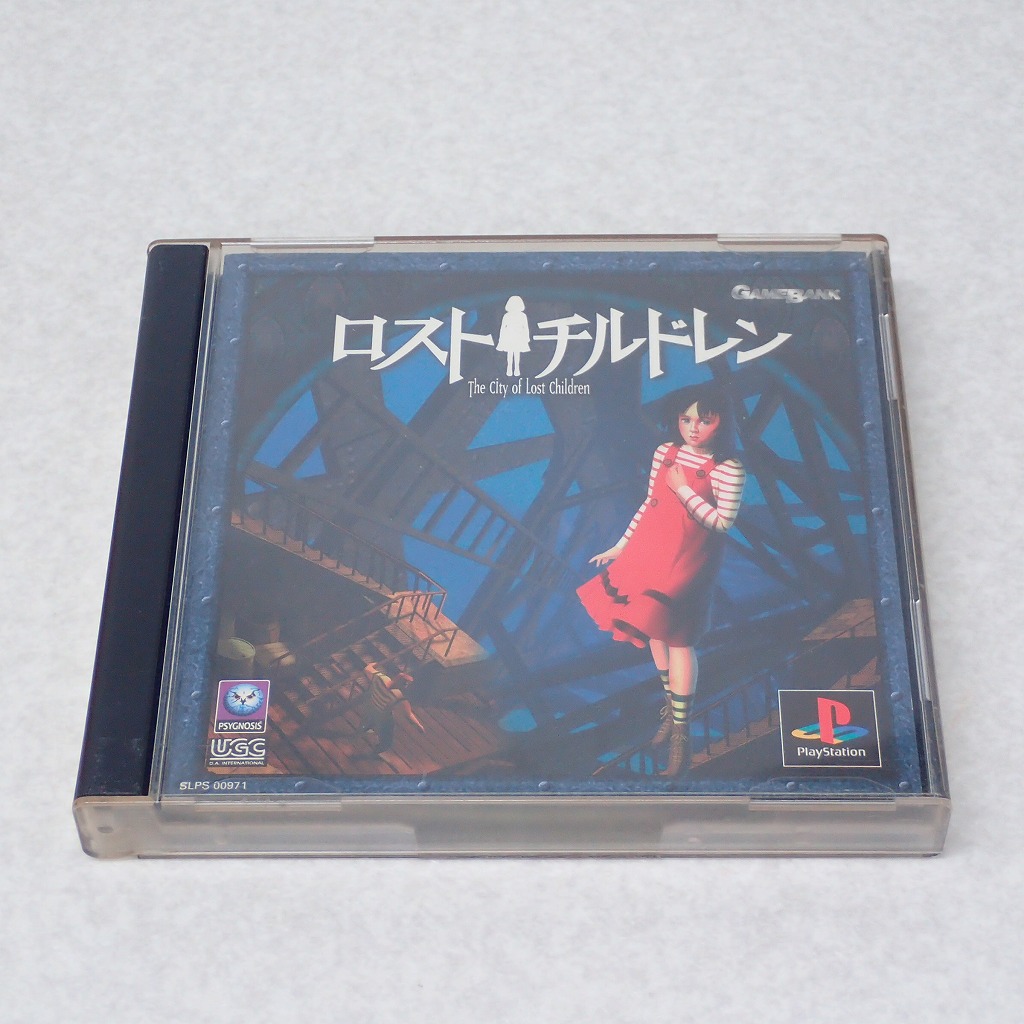 GAMEBANK
ロストチルドレン
The City of Lost Children
PSYGNOSIS
UGC
D.A. INTERNATIONAL
SLPS 00971
PlayStation